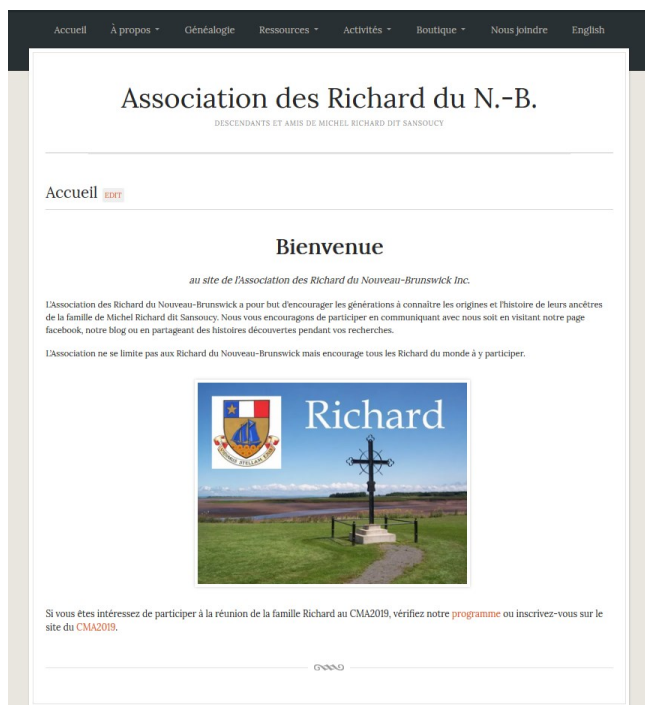 Accueil À propos Généalogie Ressources Activités Boutique Nous joindre English
Association des Richard du N.-B.
DESCENDANTS ET AMIS DE MICHEL RICHARD DIT SANSOUCY
Accueil EDIT
Bienvenue
au site de l'Association des Richard du Nouveau-Brunswick Inc.
L'Association des Richard du Nouveau-Brunswick a pour but d'encourager les générations à connaître les origines et l'histoire de leurs ancêtres
de la famille de Michel Richard dit Sansoucy. Nous vous encourageons de participer en communiquant avec nous soit en visitant notre page
facebook, notre blog ou en partageant des histoires découvertes pendant vos recherches.
L'Association ne se limite pas aux Richard du Nouveau-Brunswick mais encourage tous les Richard du monde à y participer.
Richard
Si vous êtes intéressez de participer à la réunion de la famille Richard au CMA2019, vérifiez notre programme ou inscrivez-vous sur le
site du CMA2019.